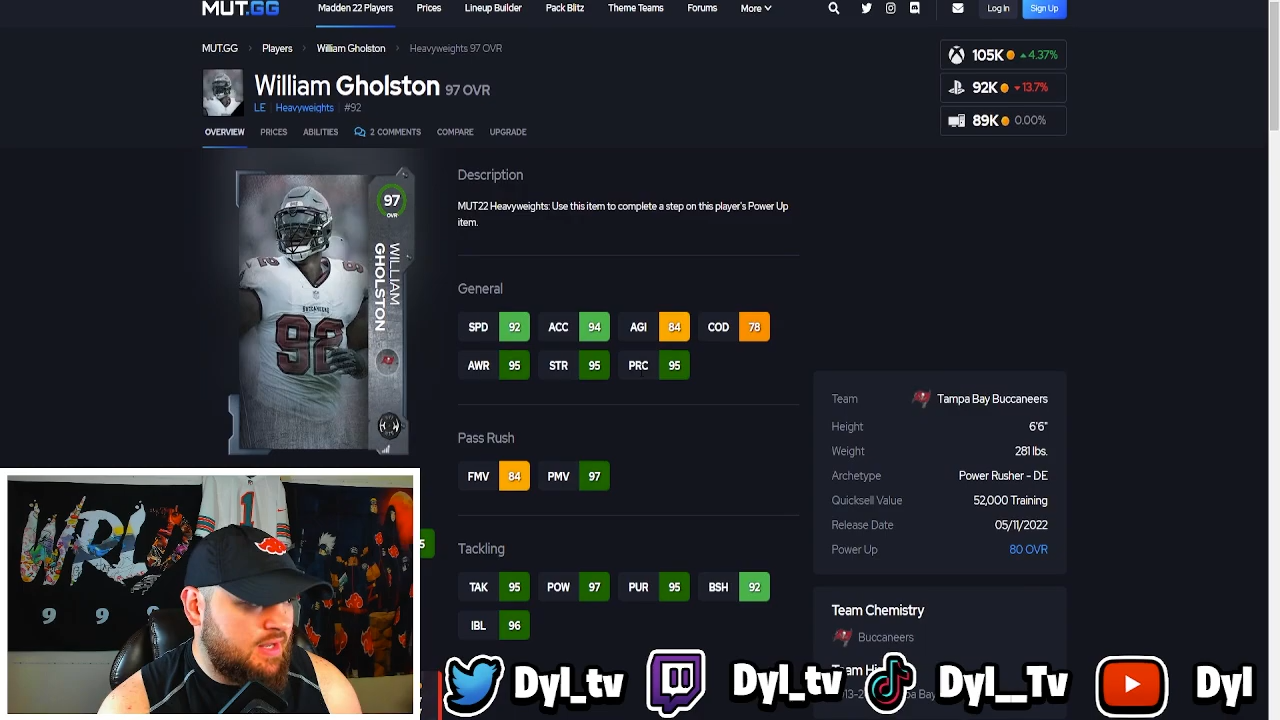 MUT.GG
Madden 22 Players Prices Lineup Builder Pack Blitz Theme Teams Forums More Log In Sign Up
MUT.GG > Players > William Gholston > Heavyweights 97 OVR
William Gholston 97 OVR
LE Heavyweights #92
105K 4.37%
92K 13.7%
89K 0.00%
OVERVIEW PRICES ABILITIES 2 COMMENTS COMPARE UPGRADE
97
OVR
WILLIAM
GHOLSTON
BUCCANEERS
92
Description
MUT22 Heavyweights: Use this item to complete a step on this player's Power Up
item.
General
SPD 92 ACC 94 AGI 84 COD 78
AWR 95 STR 95 PRC 95
Pass Rush
FMV 84 PMV 97
Tackling
TAK 95 POW 97 PUR 95 BSH 92
IBL 96
Team Tampa Bay Buccaneers
Height 6'6"
Weight 281 lbs.
Archetype Power Rusher - DE
Quicksell Value 52,000 Training
Release Date 05/11/2022
Power Up 80 OVR
Team Chemistry
Buccaneers
WRLD
9 9 9
1
Dyl_tv Dyl_tv Dyl__Tv Dyl